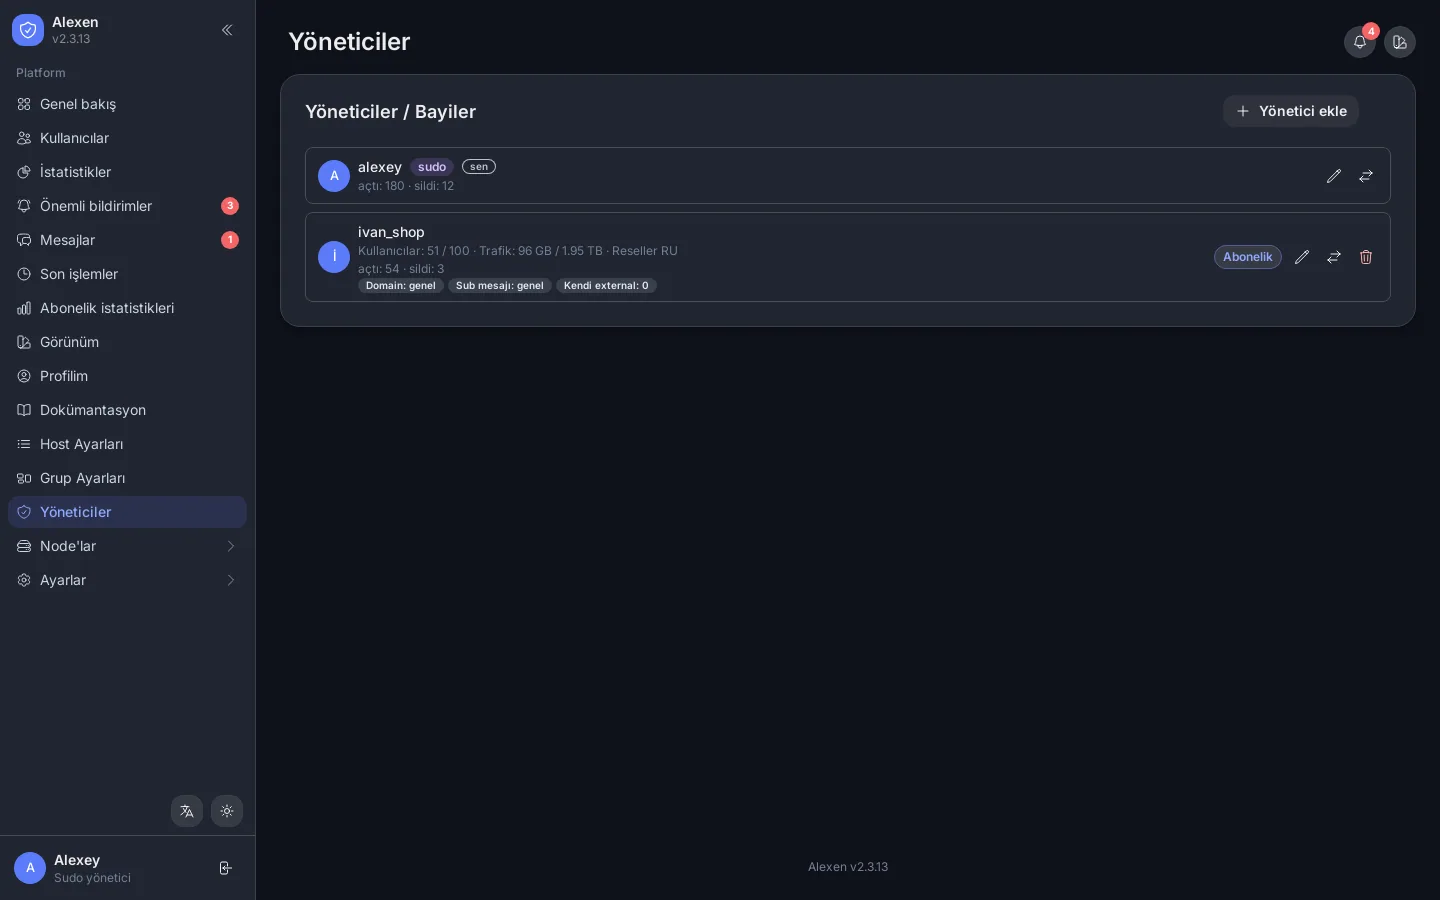 Alexen
v2.3.13
Platform
Genel bakış
Kullanıcılar
İstatistikler
Önemli bildirimler 3
Mesajlar 1
Son işlemler
Abonelik istatistikleri
Görünüm
Profilim
Dokümantasyon
Host Ayarları
Grup Ayarları
Yöneticiler
Node'lar
Ayarlar
A
Alexey
Sudo yönetici
Yöneticiler
4
Yöneticiler / Bayiler
Yönetici ekle
A
alexey sudo sen
açtı: 180 · sildi: 12
İ
ivan_shop
Kullanıcılar: 51 / 100 · Trafik: 96 GB / 1.95 TB · Reseller RU
açtı: 54 · sildi: 3
Domain: genel Sub mesajı: genel Kendi external: 0
Abonelik
Alexen v2.3.13